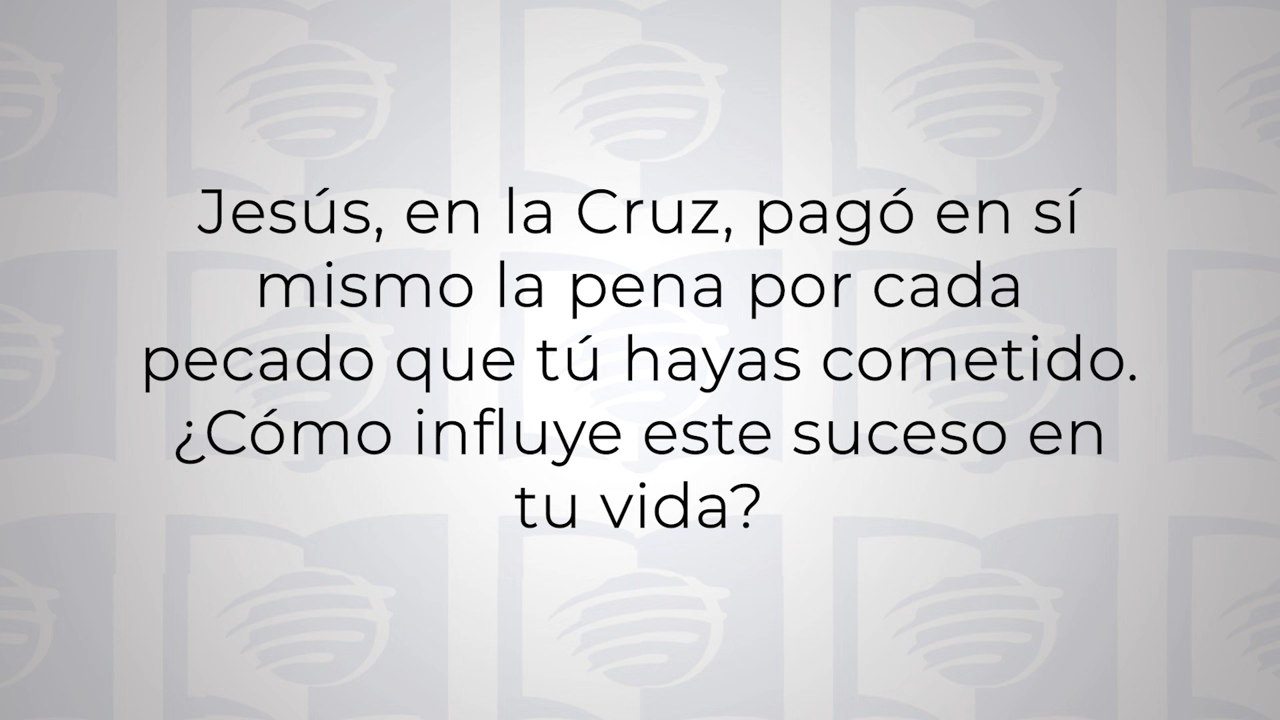 Jesús, en la Cruz, pagó en sí
mismo la pena por cada
pecado que tú hayas cometido.
¿Cómo influye este suceso en
tu vida?